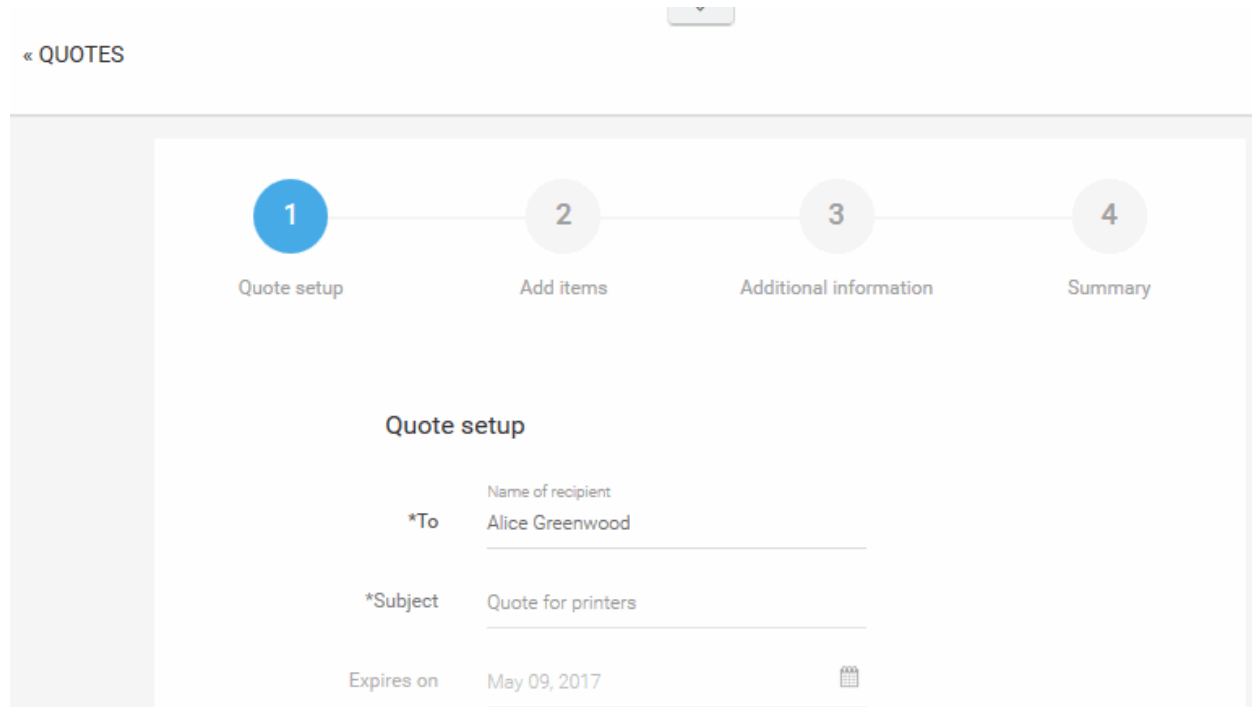 « QUOTES
1 2 3 4
Quote setup Add items Additional information Summary
Quote setup
Name of recipient
*To Alice Greenwood
*Subject Quote for printers
Expires on May 09, 2017